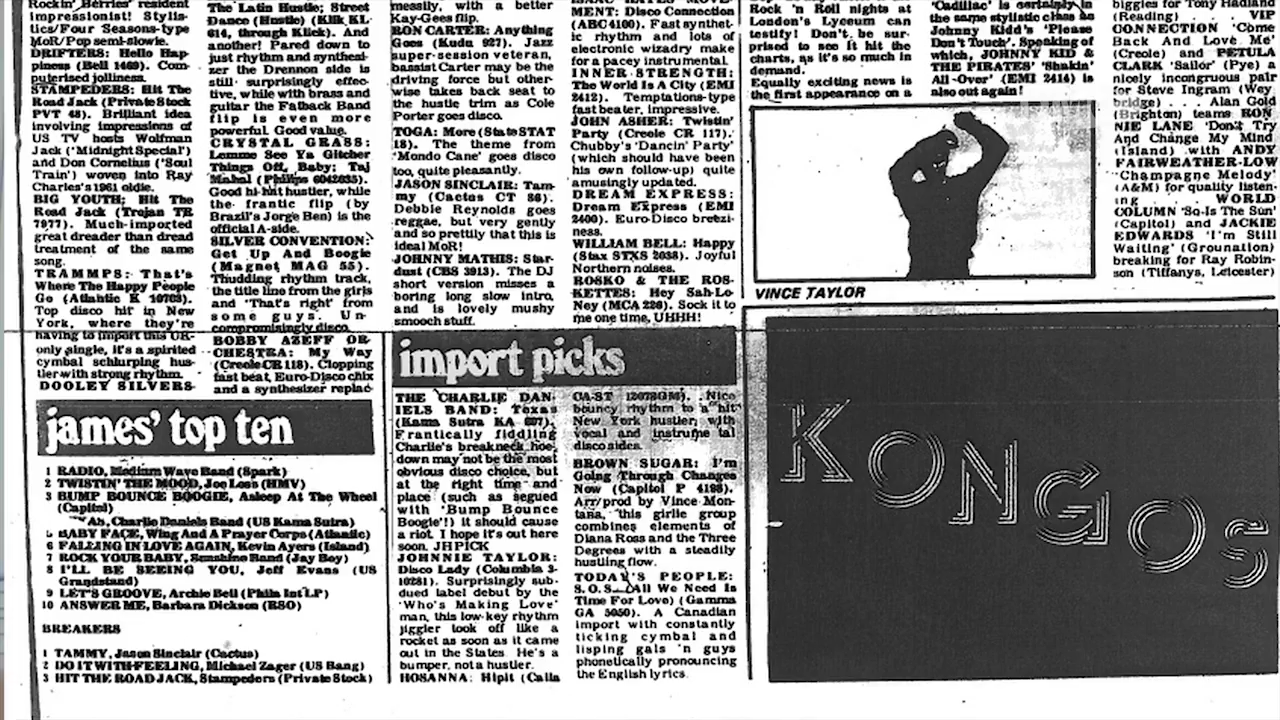 Rockin' Berries' resident
impressionist! Stylis-
tics/Four Seasons-type
MoR/Pop semi-slowie.
DRIFTERS: Hello Hap-
piness (Bell 1469). Com-
puterised jolliness.
STAMPEDERS: Hit The
Road Jack (Private Stock
PVT 48). Brilliant idea
involving impressions of
US TV hosts Wolfman
Jack ('Midnight Special')
and Don Cornelius ('Soul
Train') woven into Ray
Charles's 1961 oldie.
BIG YOUTH: Hit The
Road Jack (Trojan TR
7977). Much-imported
great dreader than dread
treatment of the same
song.
TRAMMPS: That's
Where The Happy People
Go (Atlantic K 10703).
Top disco hit in New
York, where they're
having to import this UK-
only single, it's a spirited
cymbal schlurping hus-
tler with strong rhythm.
DOOLEY SILVERS-
The Latin Hustle; Street
Dance (Hustle) (Klik KL
614, through Klick). And
another! Pared down to
just rhythm and synthesi-
zer the Drennon side is
still surprisingly effec-
tive, while with brass and
guitar the Fatback Band
flip is even more
powerful. Good value.
CRYSTAL GRASS:
Lemme See Ya Gitcher
Things Off, Baby; Taj
Mahal (Philips 6042035).
Good hi-hat hustler, while
the frantic flip (by
Brazil's Jorge Ben) is the
official A-side.
SILVER CONVENTION:
Get Up And Boogie
(Magnet MAG 55).
Thudding rhythm track,
the title line from the girls
and 'That's right' from
some guys. Un-
compromisingly disco.
BOBBY AZEFF OR-
CHESTRA: My Way
(Creole CR 118). Clopping
fast beat, Euro-Disco chix
and a synthesizer replac-
messily, with a better
Kay-Gees flip.
RON CARTER: Anything
Goes (Kudu 927). Jazz
super-session veteran,
bassist Carter may be the
driving force but other-
wise takes back seat to
the hustle trim as Cole
Porter goes disco.
TOGA: More (State STAT
18). The theme from
'Mondo Cane' goes disco
too, quite pleasantly.
JASON SINCLAIR: Tam-
my (Cactus CT 86).
Debbie Reynolds goes
reggae, but very gently
and so prettily that this is
ideal MoR!
JOHNNY MATHIS: Star-
dust (CBS 3913). The DJ
short version misses a
boring long slow intro,
and is lovely mushy
smooch stuff.
MENT: Disco Connection
(ABC 4100). Fast synthet-
ic rhythm and lots of
electronic wizadry make
for a pacey instrumental.
INNER STRENGTH:
The World Is A City (EMI
2412). Temptations-type
fast beater, impressive.
JOHN ASHER: Twistin'
Party (Creole CR 117).
Chubby's 'Dancin' Party'
(which should have been
his own follow-up) quite
amusingly updated.
DREAM EXPRESS:
Dream Express (EMI
2400). Euro-Disco breezi-
ness.
WILLIAM BELL: Happy
(Stax STXS 2038). Joyful
Northern noises.
ROSKO & THE ROS-
KETTES: Hey Sah-Lo-
Ney (MCA 226). Sock it to
me one time, UHHH!
Rock 'n Roll nights at
London's Lyceum can
testify! Don't be sur-
prised to see it hit the
charts, as it's so much in
demand.
Equally exciting news is
the first appearance on a
'Cadillac' is certainly in
the same stylistic class as
Johnny Kidd's 'Please
Don't Touch'. Speaking of
which, JOHNNY KID &
THE PIRATES' 'Shakin'
All-Over' (EMI 2414) is
also out again!
VINCE TAYLOR
biggles for Tony Hadland
(Reading) . . . VIP
CONNECTION 'Come
Back And Love Me'
(Creole) and PETULA
CLARK 'Sailor' (Pye) a
nicely incongruous pair
for Steve Ingram (Wey
bridge) . . . Alan Gold
(Brighton) teams RON
NIE LANE 'Don't Try
And Change My Mind'
(Island) with ANDY
FAIRWEATHER-LOW
'Champagne Melody'
(A&M) for quality listen-
ing . . . WORLD
COLUMN 'So Is The Sun'
(Capitol) and JACKIE
EDWARDS 'I'm Still
Waiting' (Grounation)
breaking for Ray Robin-
son (Tiffanys, Leicester)
james' top ten
1 RADIO, Medium Wave Band (Spark)
2 TWISTIN' THE MOOD, Joe Loss (HMV)
3 BUMP BOUNCE BOOGIE, Asleep At The Wheel
(Capitol)
Charlie Daniels Band (US Kama Sutra)
BABY FACE, Wing And A Prayer Corps (Atlantic)
6 FALLING IN LOVE AGAIN, Kevin Ayers (Island)
7 ROCK YOUR BABY, Sunshine Band (Jay Boy)
8 I'LL BE SEEING YOU, Jeff Evans (US
Grandstand)
9 LET'S GROOVE, Archie Bell (Phila Int LP)
10 ANSWER ME, Barbara Dickson (RSO)
BREAKERS
1 TAMMY, Jason Sinclair (Cactus)
2 DO IT WITH FEELING, Michael Zager (US Bang)
3 HIT THE ROAD JACK, Stampeders (Private Stock)
import picks
THE CHARLIE DAN-
IELS BAND: Texas
(Kama Sutra KA 607).
Frantically fiddling
Charlie's breakneck hoe-
down may not be the most
obvious disco choice, but
at the right time and
place (such as segued
with 'Bump Bounce
Boogie'!) it should cause
a riot. I hope it's out here
soon. JH PICK
JOHNNIE TAYLOR:
Disco Lady (Columbia 3-
10281). Surprisingly sub-
dued label debut by the
'Who's Making Love'
man, this low-key rhythm
jiggler took off like a
rocket as soon as it came
out in the States. He's a
bumper, not a hustler.
HOSANNA: Hipit (Calla
CA-ST 12078GM). Nice
bouncy rhythm to a 'hit'
New York hustler, with
vocal and instrumental
disco sides.
BROWN SUGAR: I'm
Going Through Changes
Now (Capitol P 4198).
Arr/prod by Vince Mon-
tana, this girlie group
combines elements of
Diana Ross and the Three
Degrees with a steadily
hustling flow.
TODAY'S PEOPLE:
S.O.S. (All We Need Is
Time For Love) (Gamma
GA 5050). A Canadian
import with constantly
ticking cymbal and
lisping gals 'n guys
phonetically pronouncing
the English lyrics.
KONGOS